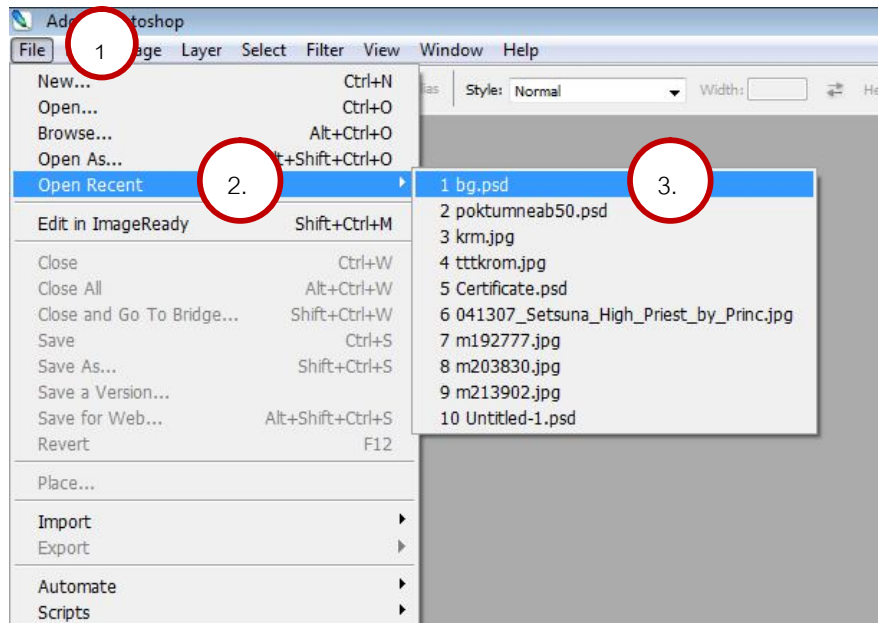 Adobe Photoshop
File 1 Image Layer Select Filter View Window Help
Style: Normal Width:
New... Ctrl+N
Open... Ctrl+O
Browse... Alt+Ctrl+O
Open As... Alt+Shift+Ctrl+O
Open Recent 2.
Edit in ImageReady Shift+Ctrl+M
Close Ctrl+W
Close All Alt+Ctrl+W
Close and Go To Bridge... Shift+Ctrl+W
Save Ctrl+S
Save As... Shift+Ctrl+S
Save a Version...
Save for Web... Alt+Shift+Ctrl+S
Revert F12
Place...
Import
Export
Automate
Scripts
1 bg.psd 3.
2 poktumneab50.psd
3 krm.jpg
4 tttkrom.jpg
5 Certificate.psd
6 041307_Setsuna_High_Priest_by_Princ.jpg
7 m192777.jpg
8 m203830.jpg
9 m213902.jpg
10 Untitled-1.psd